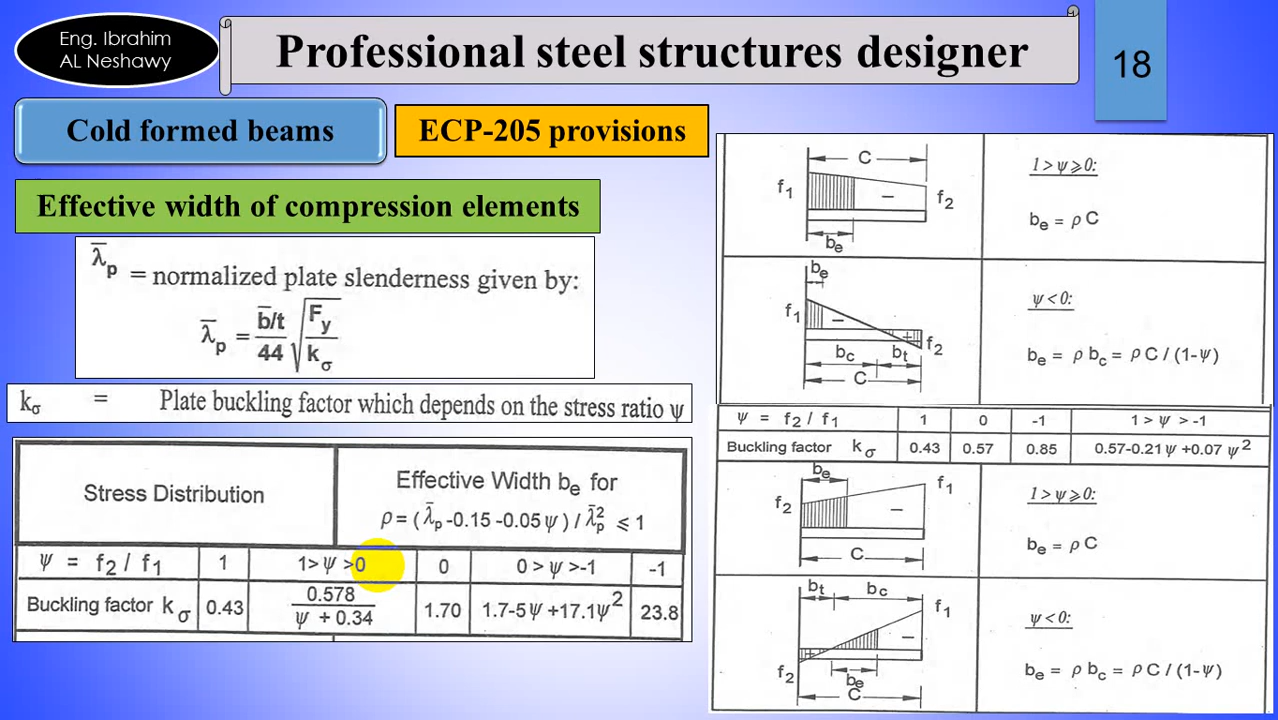 Eng. Ibrahim
AL Neshawy
Professional steel structures designer
18
Cold formed beams
ECP-205 provisions
Effective width of compression elements
λ̄p = normalized plate slenderness given by:
λ̄p = b̄/t / 44 √ Fy / kσ
kσ = Plate buckling factor which depends on the stress ratio ψ
Stress Distribution
Effective Width be for
ρ = ( λ̄p -0.15 -0.05 ψ ) / λ̄p² ≤ 1
ψ = f2 / f1 1 1> ψ >0 0 0 > ψ >-1 -1
Buckling factor kσ 0.43 0.578 / ψ + 0.34 1.70 1.7-5 ψ +17.1ψ² 23.8
C
f1
f2
−
be
1 > ψ ⩾ 0:
be = ρ C
be
f1
−
+
f2
bc
bt
C
ψ < 0:
be = ρ bc = ρ C / (1-ψ)
ψ = f2 / f1 1 0 -1 1 > ψ > -1
Buckling factor kσ 0.43 0.57 0.85 0.57-0.21 ψ +0.07 ψ²
be
f1
f2
−
C
1 > ψ ⩾ 0:
be = ρ C
bt
bc
f1
−
+
f2
be
C
ψ < 0:
be = ρ bc = ρ C / (1-ψ)